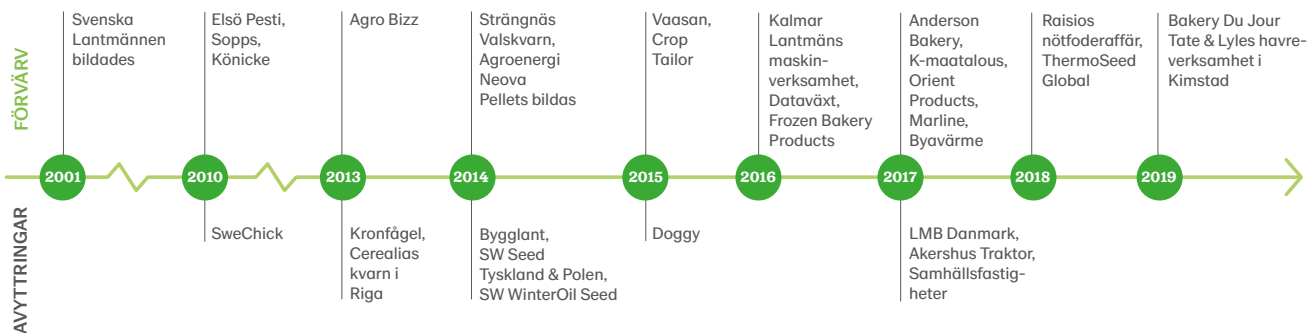 FÖRVÄRV
Svenska
Lantmännen
bildades
Elsö Pesti,
Sopps,
Könicke
Agro Bizz
Strängnäs
Valskvarn,
Agroenergi
Neova
Pellets bildas
Vaasan,
Crop
Tailor
Kalmar
Lantmäns
maskin-
verksamhet,
Dataväxt,
Frozen Bakery
Products
Anderson
Bakery,
K-maatalous,
Orient
Products,
Marline,
Byavärme
Raisios
nötfoderaffär,
ThermoSeed
Global
Bakery Du Jour
Tate & Lyles havre-
verksamhet i
Kimstad
2001
2010
2013
2014
2015
2016
2017
2018
2019
AVYTTRINGAR
SweChick
Kronfågel,
Cerealias
kvarn i
Riga
Bygglant,
SW Seed
Tyskland & Polen,
SW WinterOil Seed
Doggy
LMB Danmark,
Akershus Traktor,
Samhällsfastig-
heter